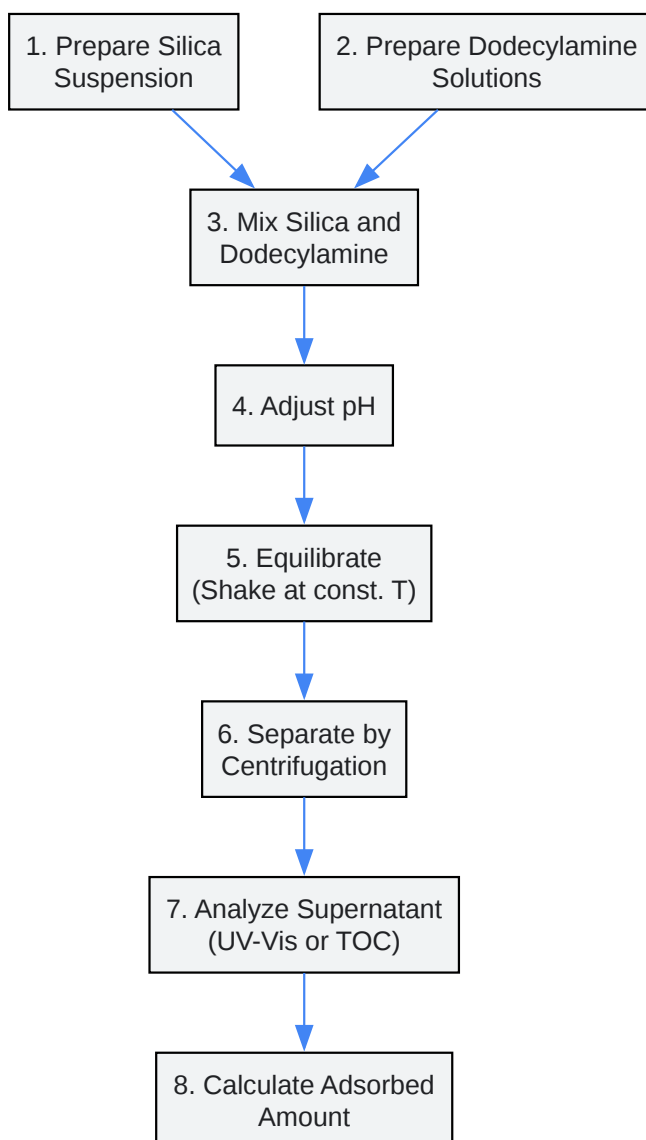 1. Prepare Silica
Suspension
2. Prepare Dodecylamine
Solutions
3. Mix Silica and
Dodecylamine
4. Adjust pH
5. Equilibrate
(Shake at const. T)
6. Separate by
Centrifugation
7. Analyze Supernatant
(UV-Vis or TOC)
8. Calculate Adsorbed
Amount